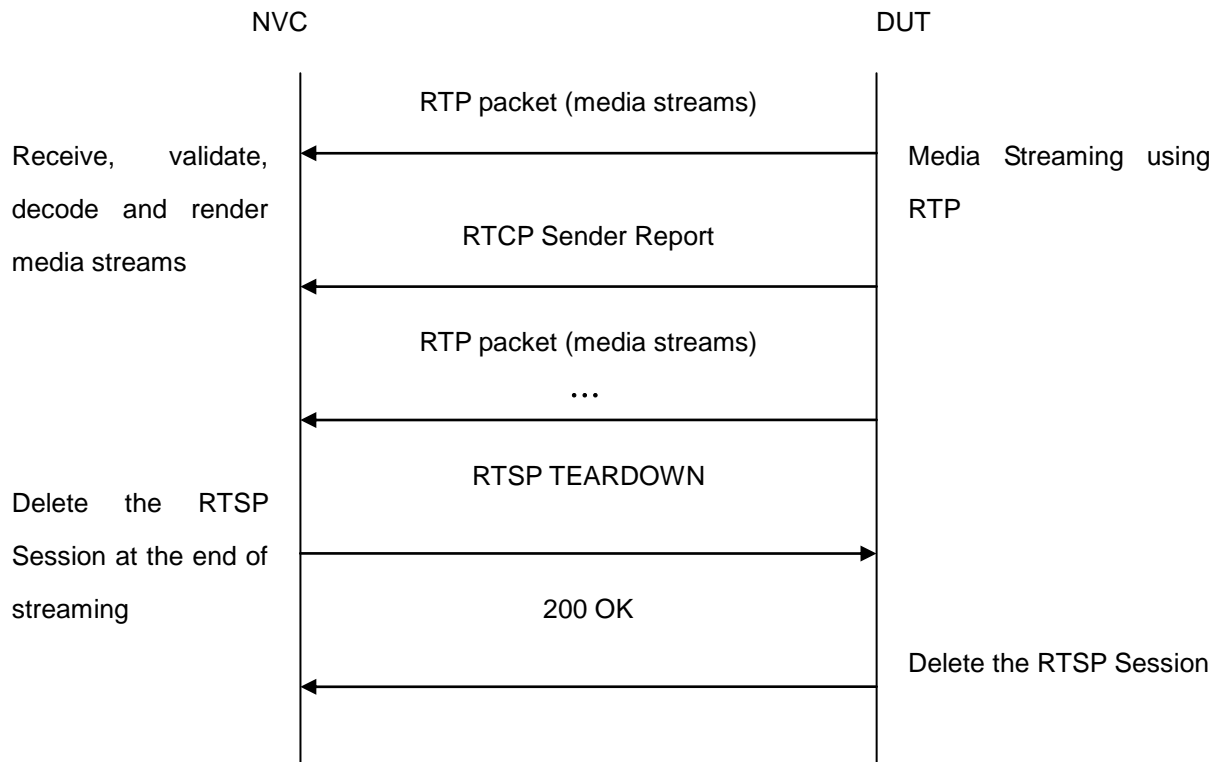 NVC
DUT
RTP packet (media streams)
Receive, validate,
decode and render
media streams
Media Streaming using
RTP
RTCP Sender Report
RTP packet (media streams)
…
RTSP TEARDOWN
Delete the RTSP
Session at the end of
streaming
200 OK
Delete the RTSP Session